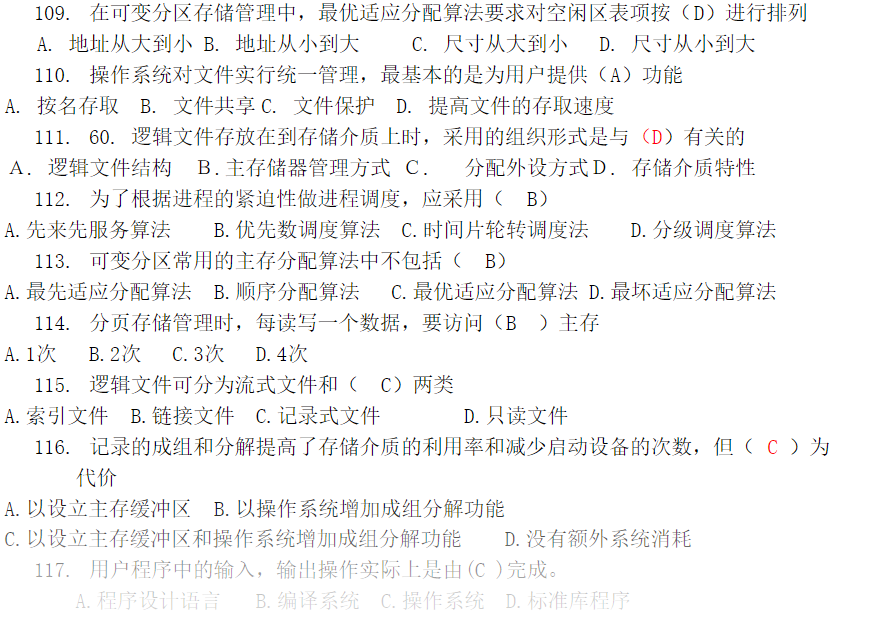 109. 在可变分区存储管理中，最优适应分配算法要求对空闲区表项按（D）进行排列
A. 地址从大到小 B. 地址从小到大 C. 尺寸从大到小 D. 尺寸从小到大
110. 操作系统对文件实行统一管理，最基本的是为用户提供（A）功能
A. 按名存取 B. 文件共享 C. 文件保护 D. 提高文件的存取速度
111. 60. 逻辑文件存放在到存储介质上时，采用的组织形式是与（D）有关的
A. 逻辑文件结构 B.主存储器管理方式 C. 分配外设方式 D. 存储介质特性
112. 为了根据进程的紧迫性做进程调度，应采用（ B）
A.先来先服务算法 B.优先数调度算法 C.时间片轮转调度法 D.分级调度算法
113. 可变分区常用的主存分配算法中不包括（ B）
A.最先适应分配算法 B.顺序分配算法 C.最优适应分配算法 D.最坏适应分配算法
114. 分页存储管理时，每读写一个数据，要访问（B ）主存
A.1次 B.2次 C.3次 D.4次
115. 逻辑文件可分为流式文件和（ C）两类
A.索引文件 B.链接文件 C.记录式文件 D.只读文件
116. 记录的成组和分解提高了存储介质的利用率和减少启动设备的次数，但（ C ）为
代价
A.以设立主存缓冲区 B.以操作系统增加成组分解功能
C.以设立主存缓冲区和操作系统增加成组分解功能 D.没有额外系统消耗
117. 用户程序中的输入，输出操作实际上是由(C )完成。
A.程序设计语言 B.编译系统 C.操作系统 D.标准库程序